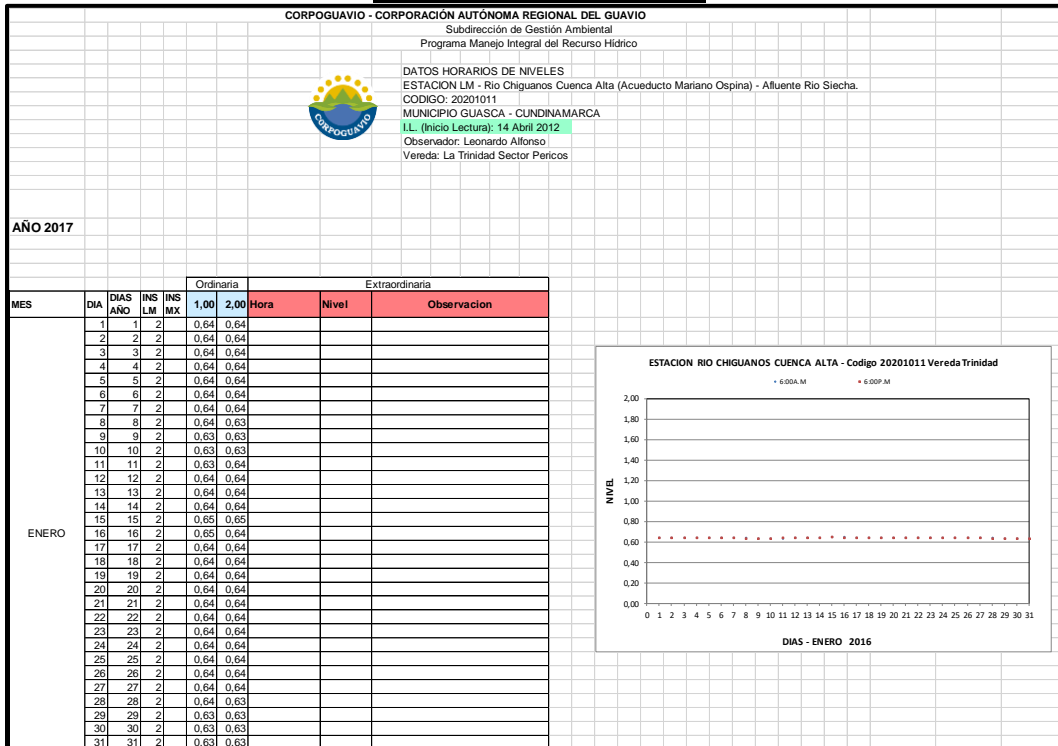 CORPOGUAVIO - CORPORACIÓN AUTÓNOMA REGIONAL DEL GUAVIO
Subdirección de Gestión Ambiental
Programa Manejo Integral del Recurso Hídrico
CORPOGUAVIO
DATOS HORARIOS DE NIVELES
ESTACION LM - Rio Chiguanos Cuenca Alta (Acueducto Mariano Ospina) - Afluente Rio Siecha.
CODIGO: 20201011
MUNICIPIO GUASCA - CUNDINAMARCA
I.L. (Inicio Lectura): 14 Abril 2012
Observador: Leonardo Alfonso
Vereda: La Trinidad Sector Pericos
AÑO 2017
Ordinaria Extraordinaria
MES DIA DIAS AÑO INS LM INS MX 1,00 2,00 Hora Nivel Observacion
ENERO
1 1 2 0,64 0,64
2 2 2 0,64 0,64
3 3 2 0,64 0,64
4 4 2 0,64 0,64
5 5 2 0,64 0,64
6 6 2 0,64 0,64
7 7 2 0,64 0,64
8 8 2 0,64 0,63
9 9 2 0,63 0,63
10 10 2 0,63 0,63
11 11 2 0,63 0,64
12 12 2 0,64 0,64
13 13 2 0,64 0,64
14 14 2 0,64 0,64
15 15 2 0,65 0,65
16 16 2 0,65 0,64
17 17 2 0,64 0,64
18 18 2 0,64 0,64
19 19 2 0,64 0,64
20 20 2 0,64 0,64
21 21 2 0,64 0,64
22 22 2 0,64 0,64
23 23 2 0,64 0,64
24 24 2 0,64 0,64
25 25 2 0,64 0,64
26 26 2 0,64 0,64
27 27 2 0,64 0,64
28 28 2 0,64 0,63
29 29 2 0,63 0,63
30 30 2 0,63 0,63
31 31 2 0,63 0,63
ESTACION RIO CHIGUANOS CUENCA ALTA - Codigo 20201011 Vereda Trinidad
6:00A.M 6:00P.M
NIVEL
2,00
1,80
1,60
1,40
1,20
1,00
0,80
0,60
0,40
0,20
0,00
0 1 2 3 4 5 6 7 8 9 10 11 12 13 14 15 16 17 18 19 20 21 22 23 24 25 26 27 28 29 30 31
DIAS - ENERO 2016